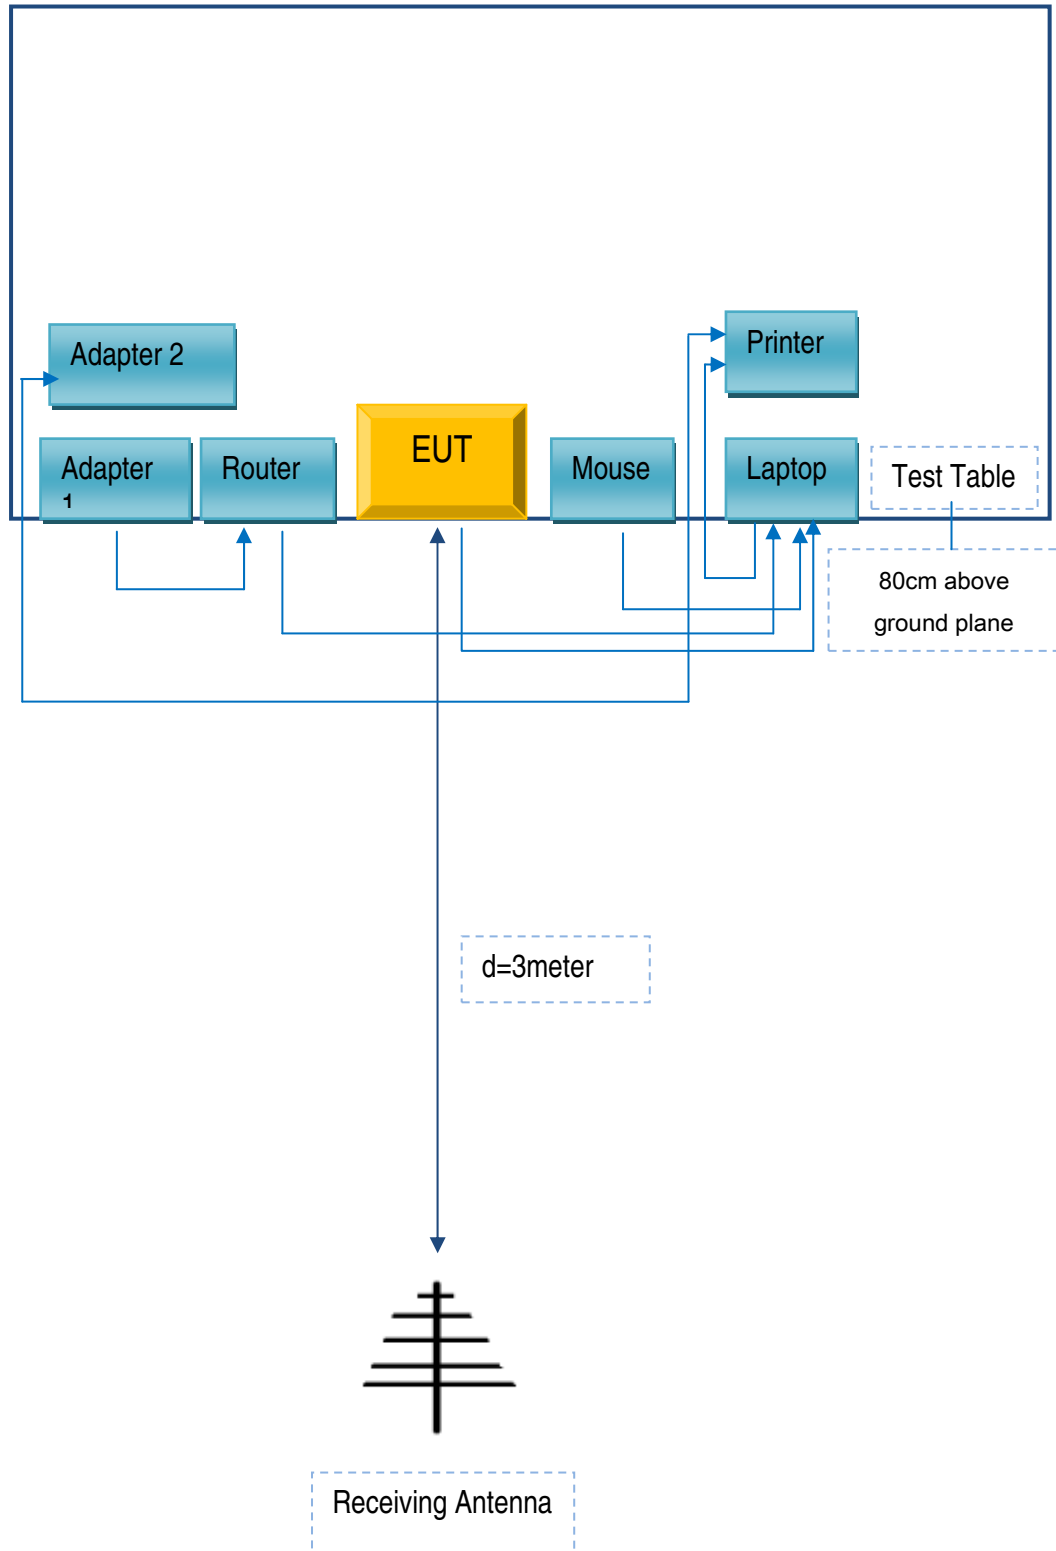 Adapter 2
Printer
Adapter
1
Router
EUT
Mouse
Laptop
Test Table
80cm above
ground plane
d=3meter
Receiving Antenna